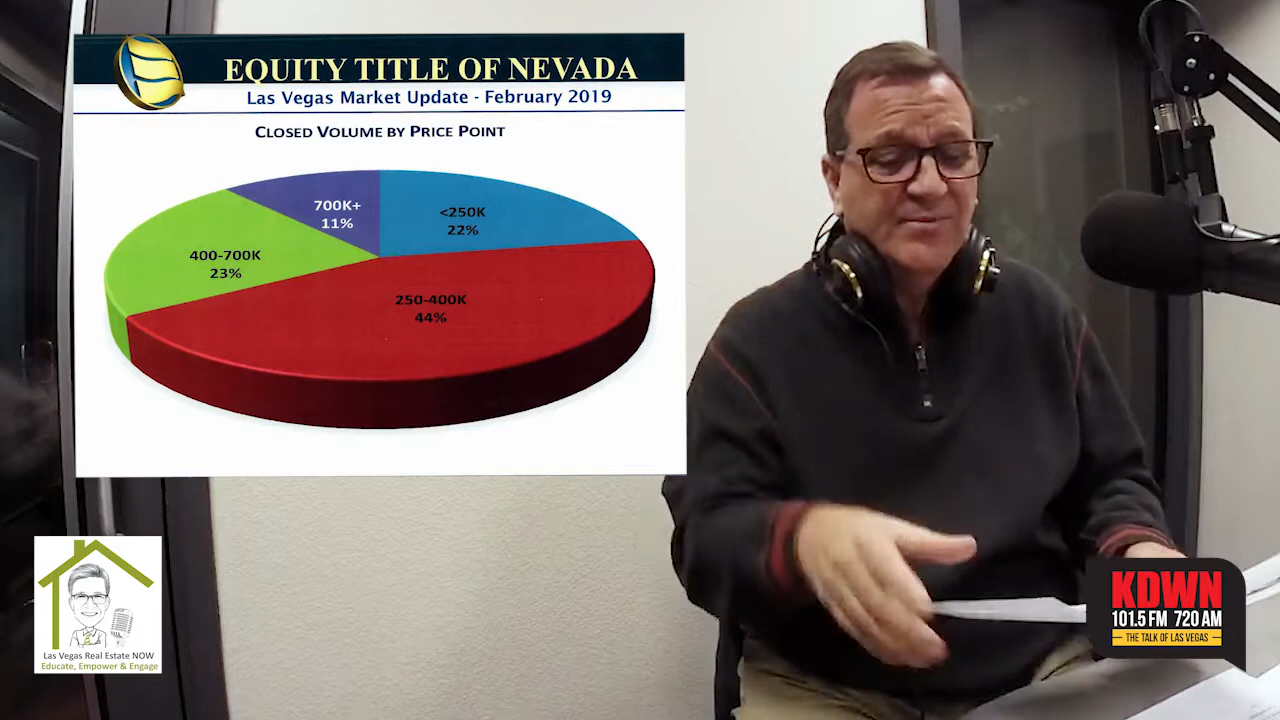 EQUITY TITLE OF NEVADA
Las Vegas Market Update - February 2019
CLOSED VOLUME BY PRICE POINT
700K+
11%
<250K
22%
400-700K
23%
250-400K
44%
Las Vegas Real Estate NOW
Educate, Empower & Engage
KDWN
101.5 FM 720 AM
THE TALK OF LAS VEGAS